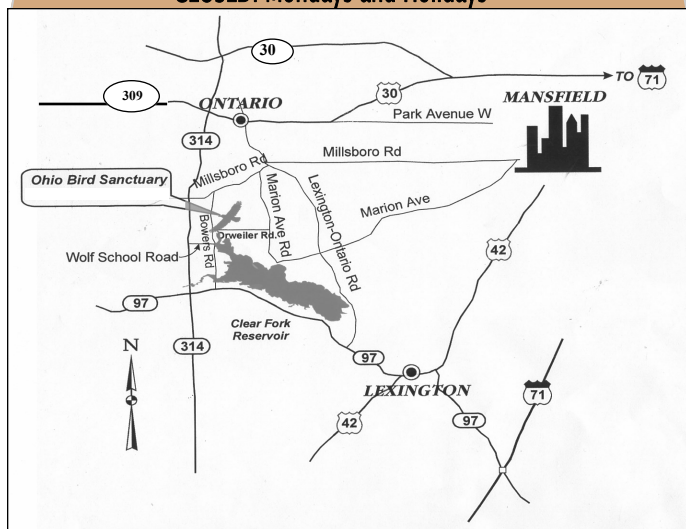 CLOSED: Mondays and Holidays
30
TO 71
309
ONTARIO
30
MANSFIELD
Park Avenue W
314
Millsboro Rd
Millsboro Rd
Ohio Bird Sanctuary
Marion Ave Rd
Lexington-Ontario Rd
Marion Ave
Bowers Rd
Orweiler Rd.
Wolf School Road
42
97
Clear Fork
Reservoir
N
314
97
LEXINGTON
71
42
97